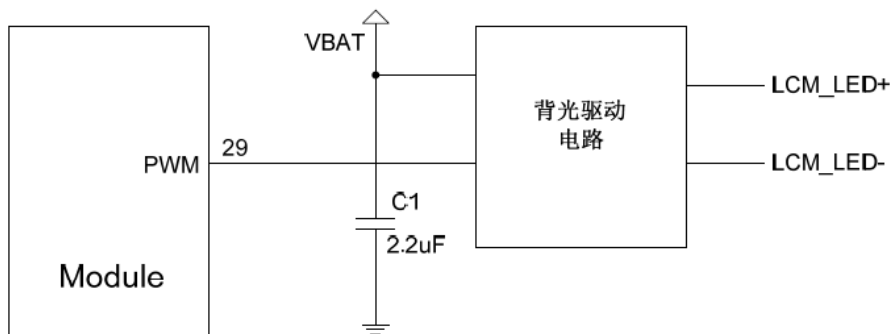 VBAT
LCM_LED+
背光驱动
电路
29
PWM
LCM_LED-
C1
2.2uF
Module